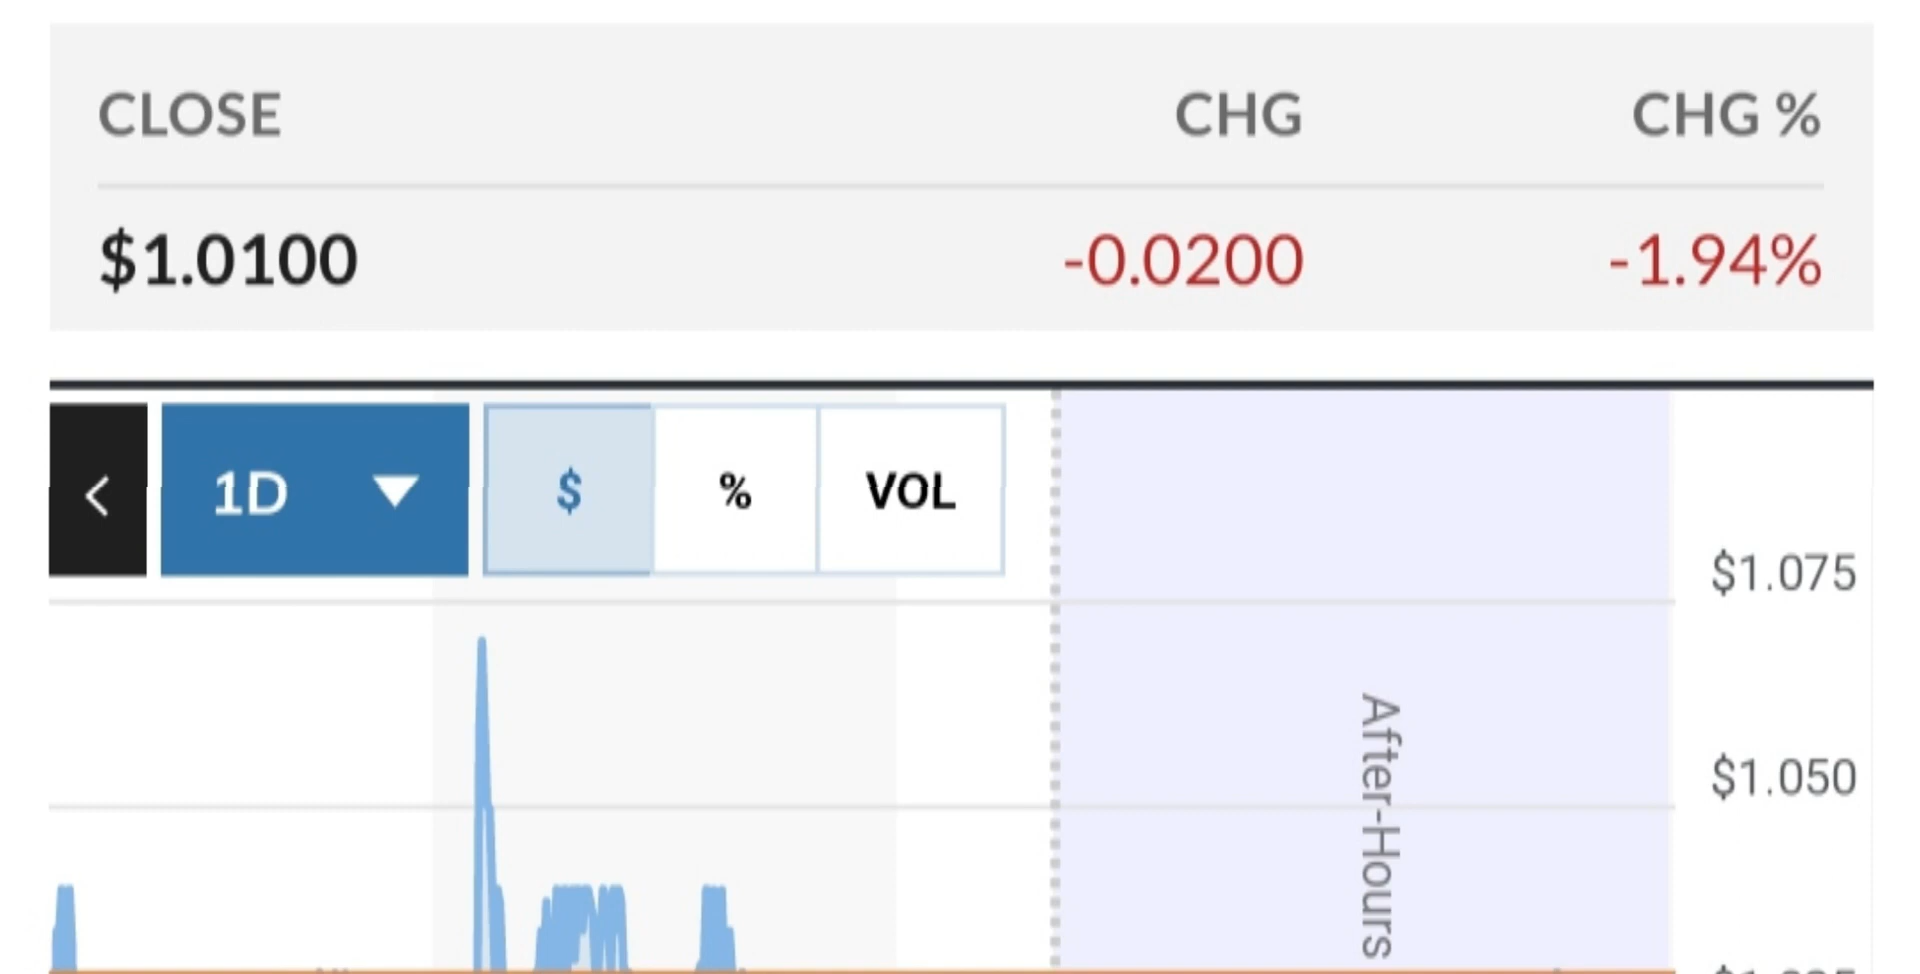 CLOSE CHG CHG %
$1.0100 -0.0200 -1.94%
1D $ % VOL
$1.075
After-Hours
$1.050